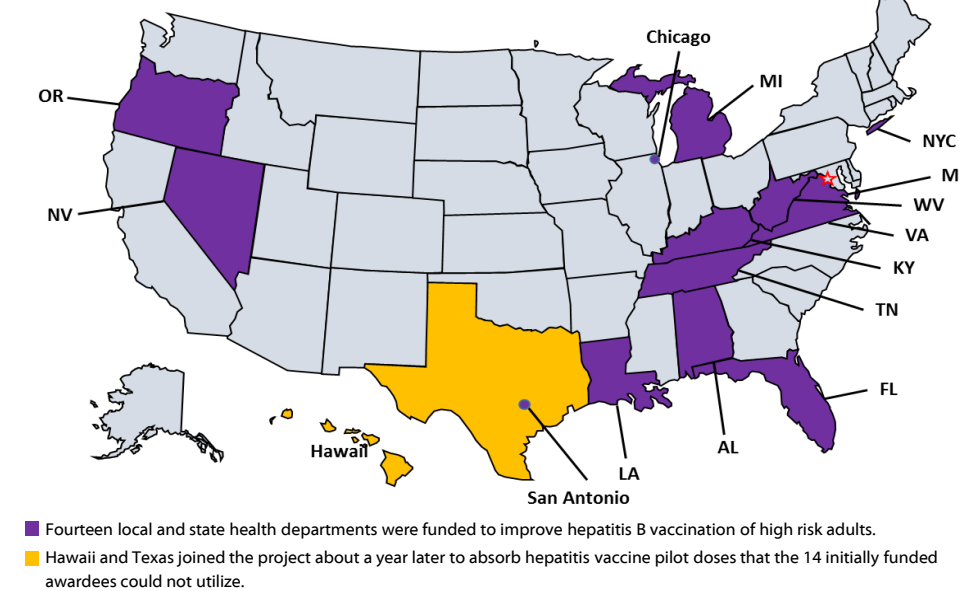 Chicago
OR
MI
NYC
M
NV
WV
VA
KY
TN
FL
Hawaii
AL
LA
San Antonio
Fourteen local and state health departments were funded to improve hepatitis B vaccination of high risk adults.
Hawaii and Texas joined the project about a year later to absorb hepatitis vaccine pilot doses that the 14 initially funded
awardees could not utilize.